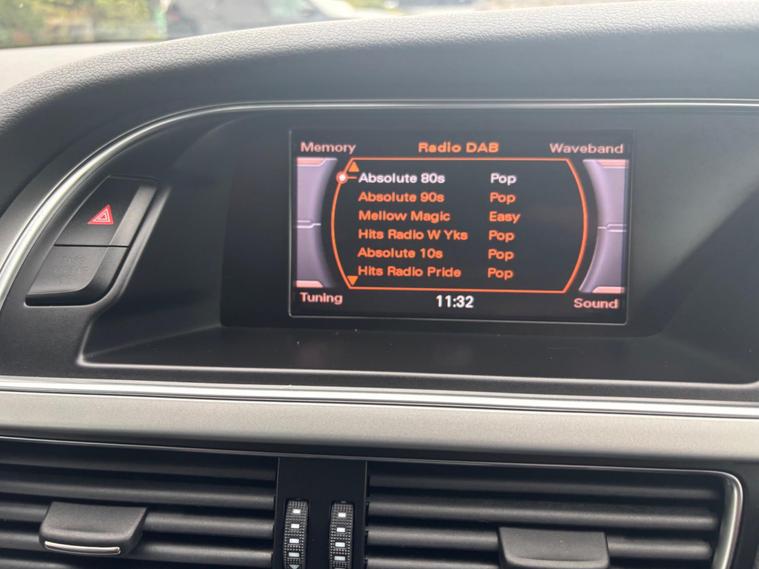 Memory Radio DAB Waveband
Absolute 80s Pop
Absolute 90s Pop
Mellow Magic Easy
Hits Radio W Yks Pop
Absolute 10s Pop
Hits Radio Pride Pop
Tuning 11:32 Sound